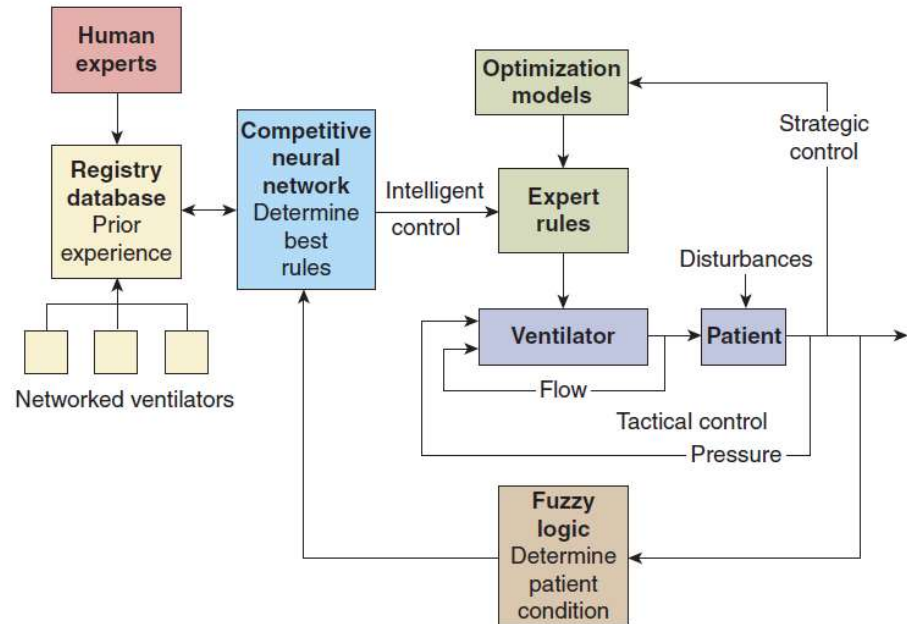 Human
experts
Registry
database
Prior
experience
Networked ventilators
Competitive
neural
network
Determine
best
rules
Intelligent
control
Optimization
models
Expert
rules
Strategic
control
Disturbances
Ventilator
Patient
Flow
Tactical control
Pressure
Fuzzy
logic
Determine
patient
condition